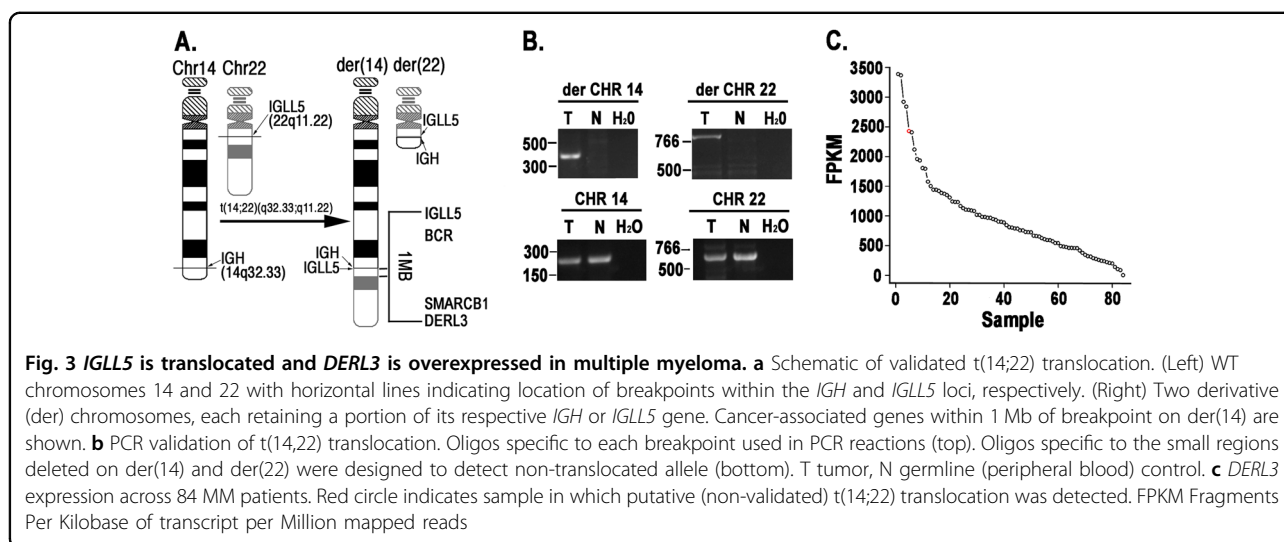 A.
Chr14 Chr22
der(14) der(22)
IGLL5
(22q11.22)
IGLL5
IGH
t(14;22)(q32.33;q11.22)
IGH
(14q32.33)
IGH
IGLL5
1MB
IGLL5
BCR
SMARCB1
DERL3
B.
der CHR 14
T N H₂0
500
300
der CHR 22
T N H₂0
766
500
CHR 14
T N H₂O
300
150
CHR 22
T N H₂O
766
500
C.
FPKM
3500
3000
2500
2000
1500
1000
500
0
0 20 40 60 80
Sample
Fig. 3 IGLL5 is translocated and DERL3 is overexpressed in multiple myeloma. a Schematic of validated t(14;22) translocation. (Left) WT
chromosomes 14 and 22 with horizontal lines indicating location of breakpoints within the IGH and IGLL5 loci, respectively. (Right) Two derivative
(der) chromosomes, each retaining a portion of its respective IGH or IGLL5 gene. Cancer-associated genes within 1 Mb of breakpoint on der(14) are
shown. b PCR validation of t(14,22) translocation. Oligos specific to each breakpoint used in PCR reactions (top). Oligos specific to the small regions
deleted on der(14) and der(22) were designed to detect non-translocated allele (bottom). T tumor, N germline (peripheral blood) control. c DERL3
expression across 84 MM patients. Red circle indicates sample in which putative (non-validated) t(14;22) translocation was detected. FPKM Fragments
Per Kilobase of transcript per Million mapped reads